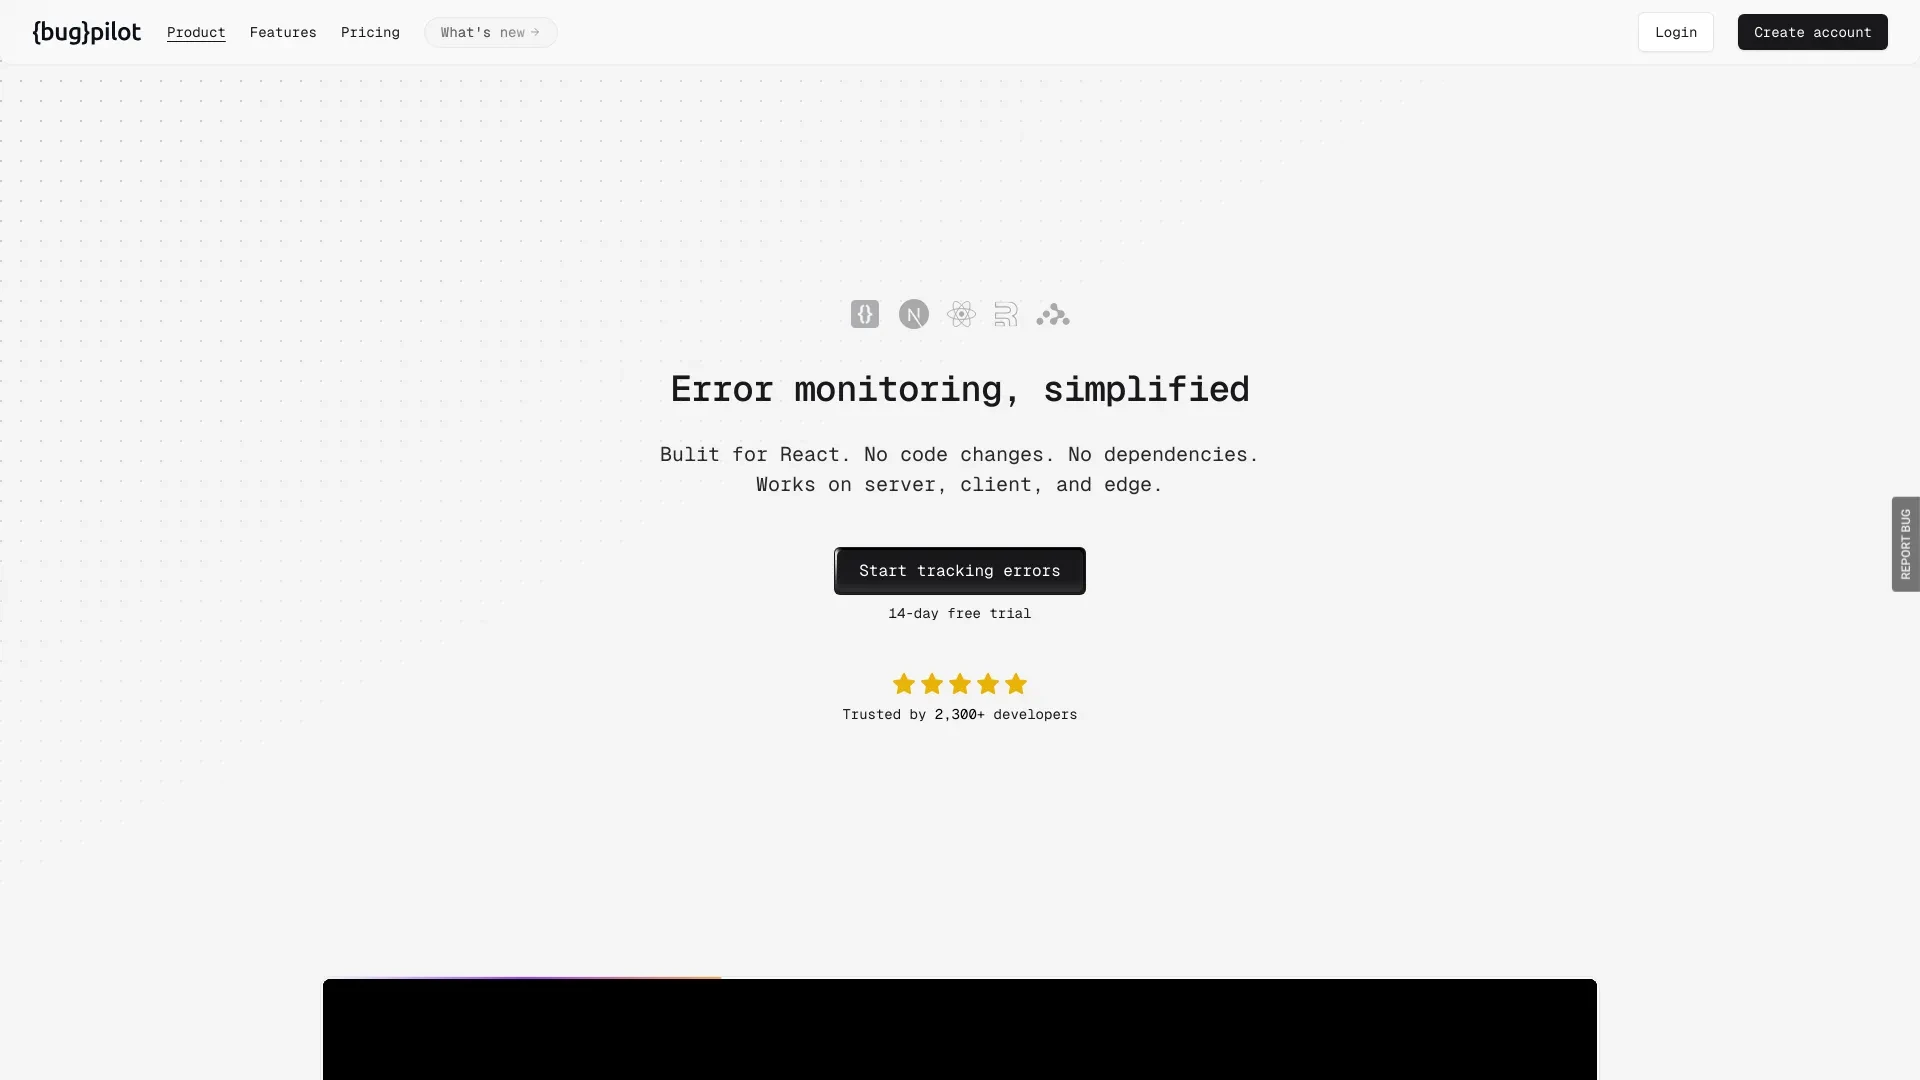 {bug}pilot
Product
Features
Pricing
What's new →
Login
Create account
Error monitoring, simplified
Bulit for React. No code changes. No dependencies.
Works on server, client, and edge.
Start tracking errors
14-day free trial
Trusted by 2,300+ developers
REPORT BUG